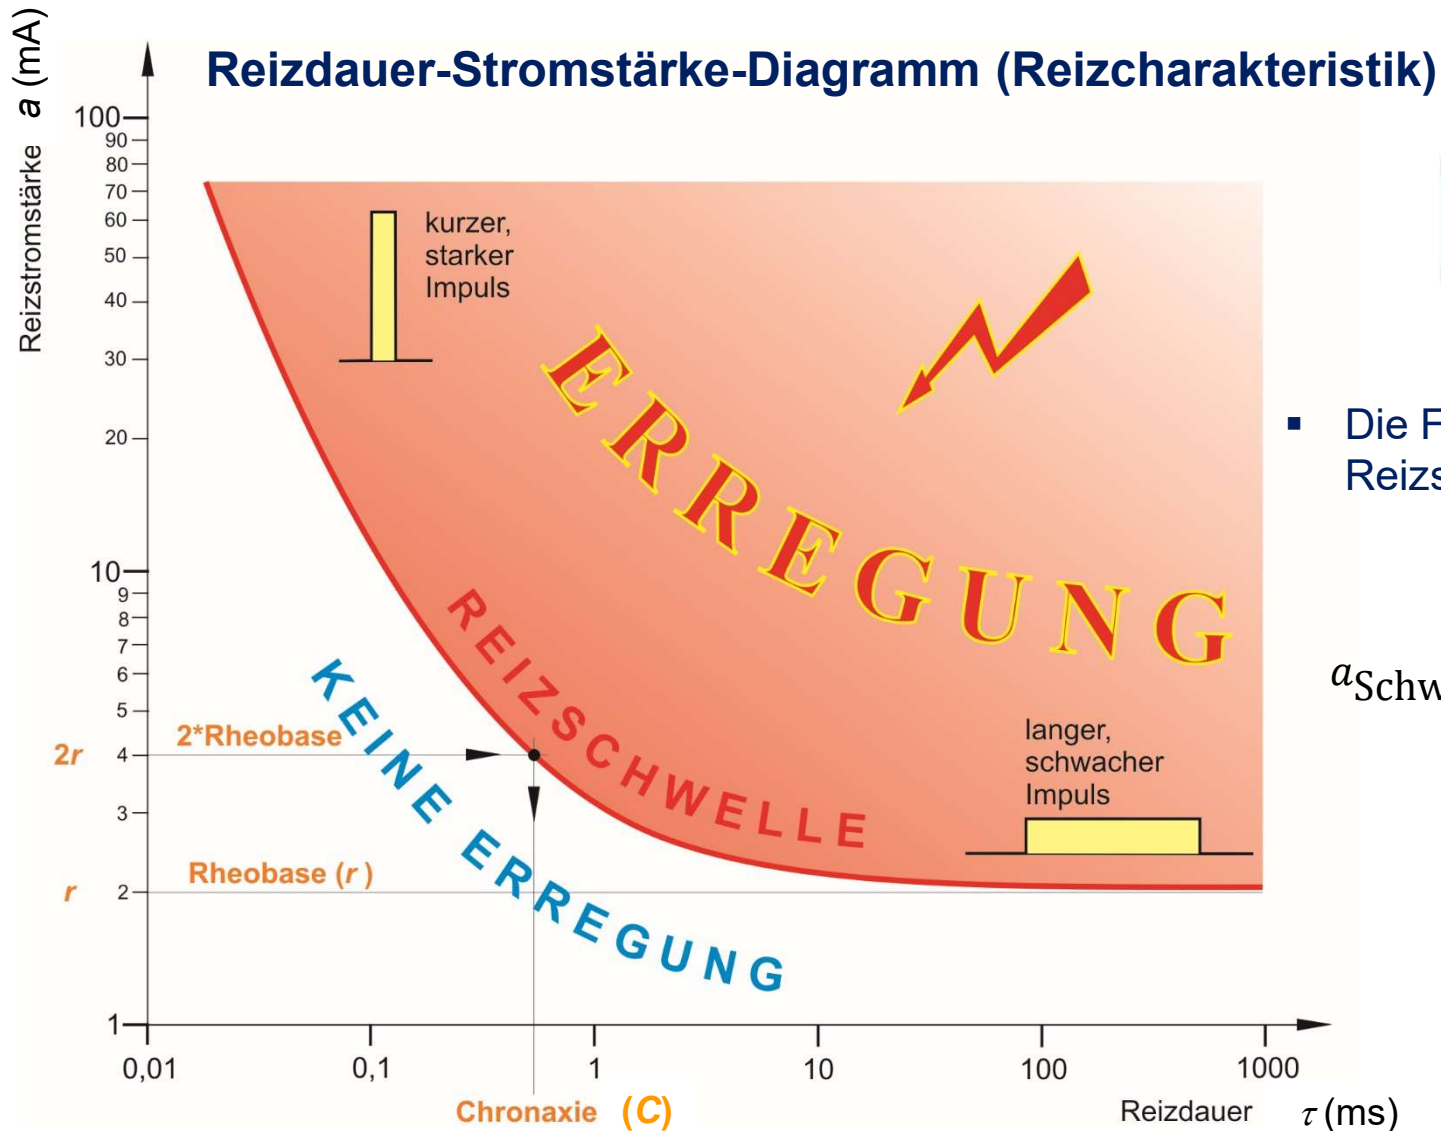 Reizdauer-Stromstärke-Diagramm (Reizcharakteristik)
Reizstromstärke a (mA)
100
90
80
70
60
50
40
30
20
10
9
8
7
6
5
4
3
2
1
kurzer,
starker
Impuls
ERREGUNG
▪ Die
REIZSCHWELLE
KEINE ERREGUNG
langer,
schwacher
Impuls
2r
2*Rheobase
r
Rheobase (r)
0,01
0,1
1
10
100
1000
Chronaxie (C)
Reizdauer τ (ms)